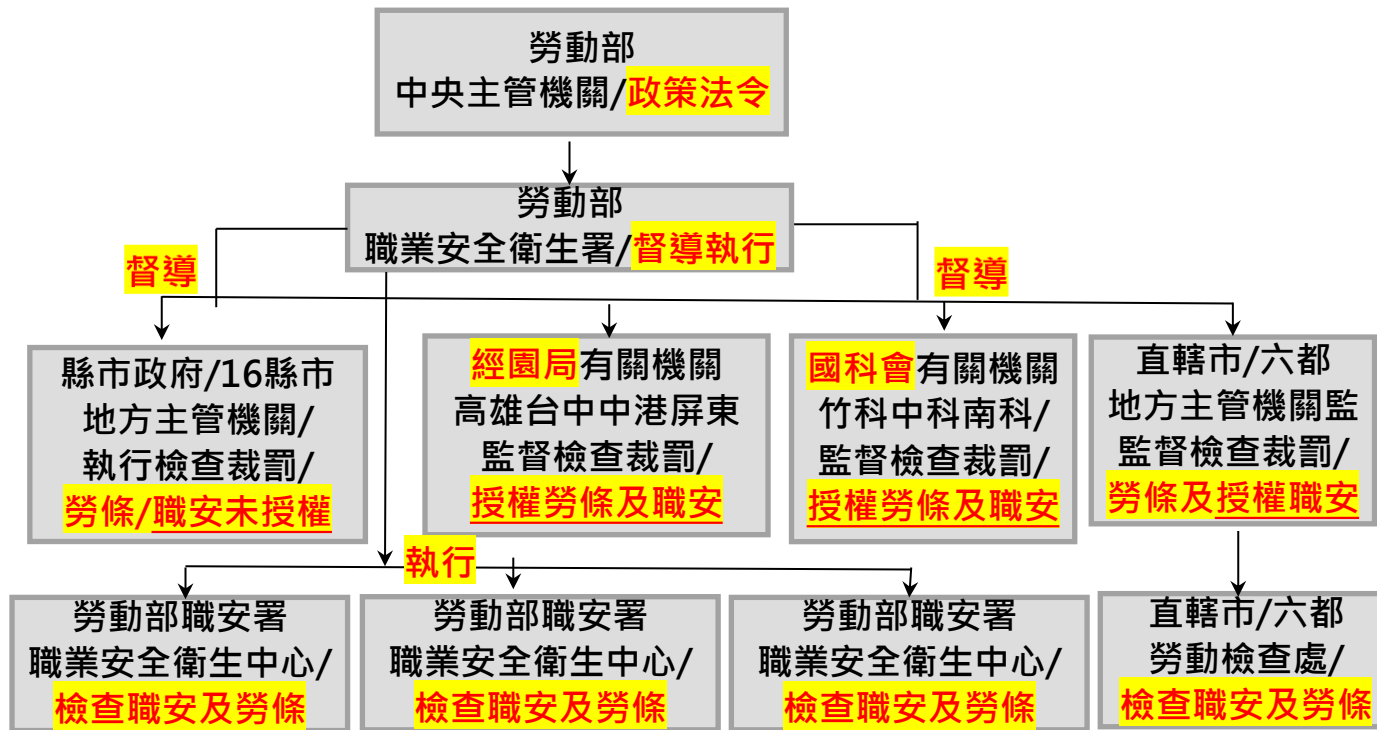 勞動部
中央主管機關/政策法令
勞動部
職業安全衛生署/督導執行
督導
督導
縣市政府/16縣市
地方主管機關/
執行檢查裁罰/
勞條/職安未授權
經園局有關機關
高雄台中中港屏東
監督檢查裁罰/
授權勞條及職安
國科會有關機關
竹科中科南科/
監督檢查裁罰/
授權勞條及職安
直轄市/六都
地方主管機關監
監督檢查裁罰/
勞條及授權職安
執行
勞動部職安署
職業安全衛生中心/
檢查職安及勞條
勞動部職安署
職業安全衛生中心/
檢查職安及勞條
勞動部職安署
職業安全衛生中心/
檢查職安及勞條
直轄市/六都
勞動檢查處/
檢查職安及勞條